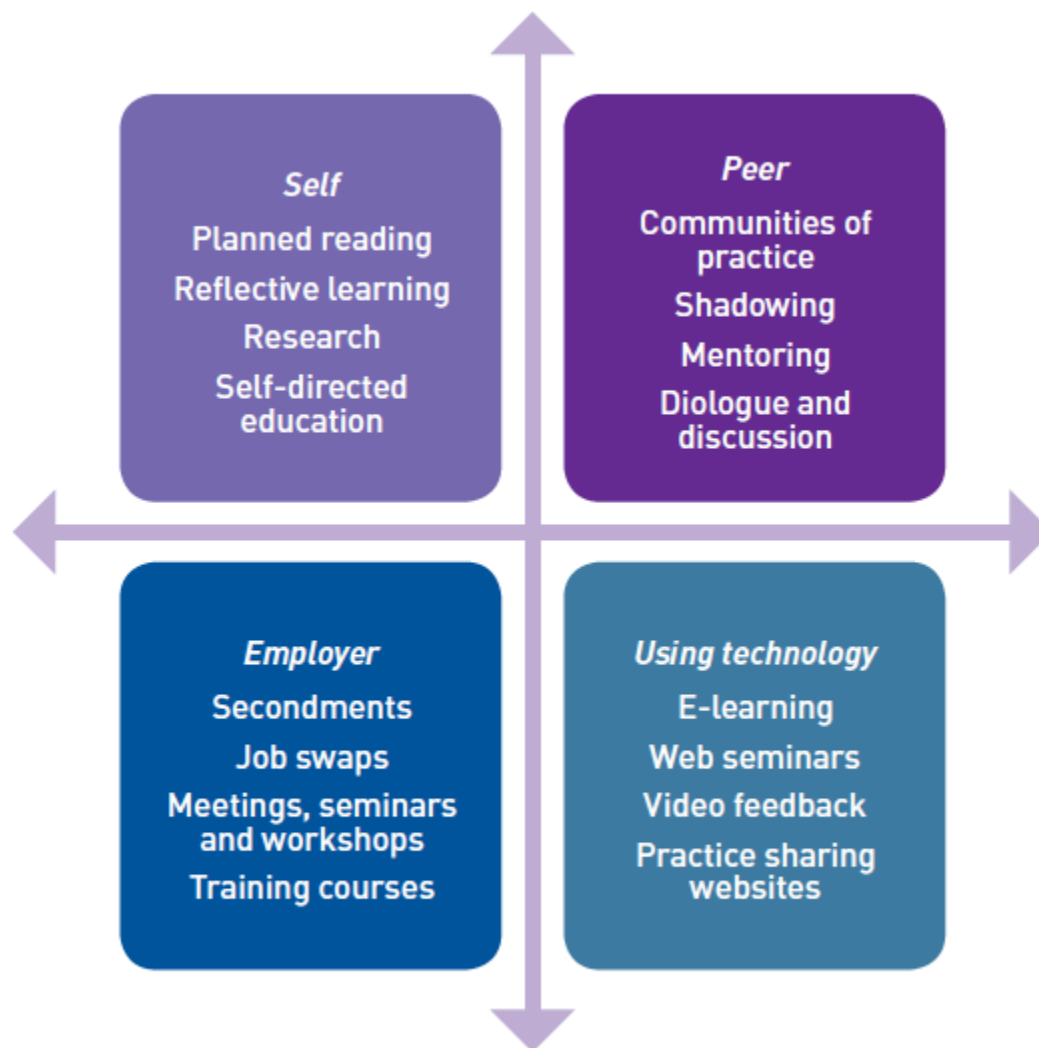 Self
Planned reading
Reflective learning
Research
Self-directed
education
Peer
Communities of
practice
Shadowing
Mentoring
Diologue and
discussion
Employer
Secondments
Job swaps
Meetings, seminars
and workshops
Training courses
Using technology
E-learning
Web seminars
Video feedback
Practice sharing
websites